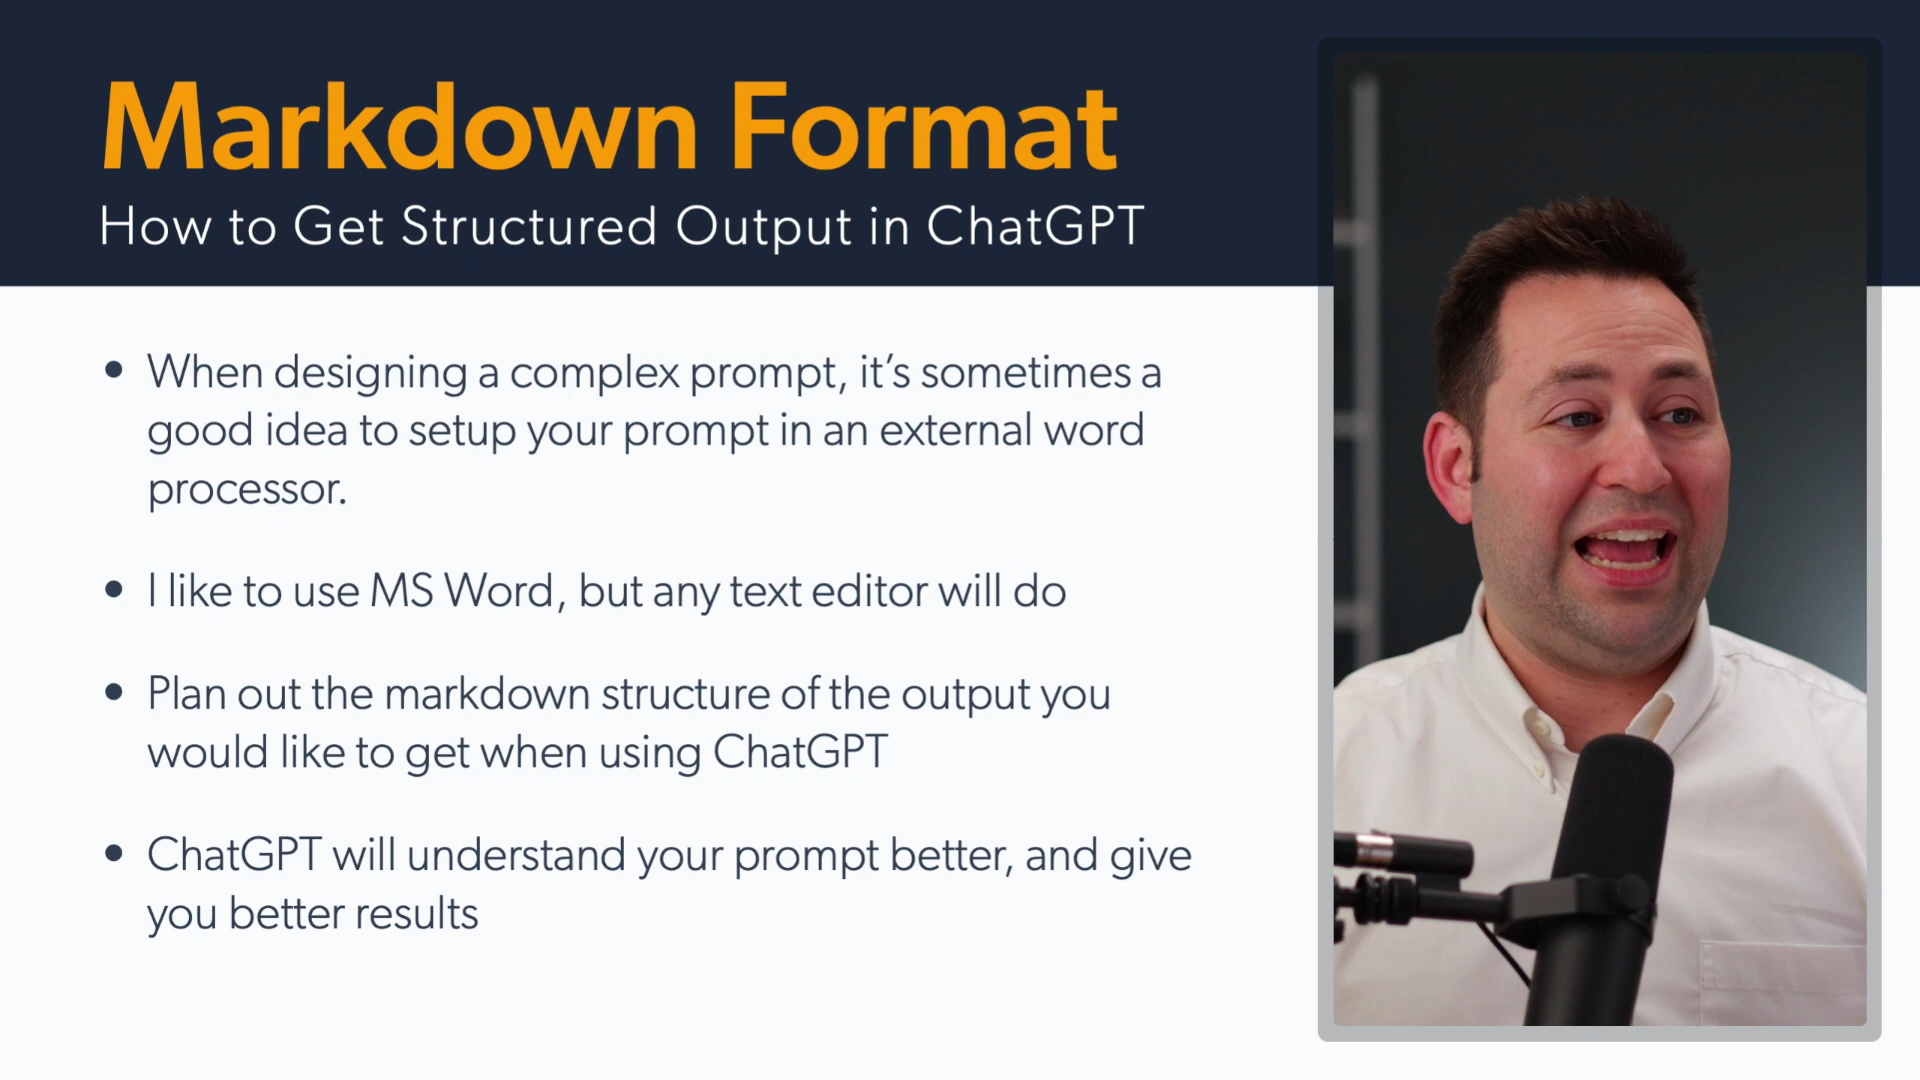 Markdown Format
How to Get Structured Output in ChatGPT
• When designing a complex prompt, it’s sometimes a
good idea to setup your prompt in an external word
processor.
• I like to use MS Word, but any text editor will do
• Plan out the markdown structure of the output you
would like to get when using ChatGPT
• ChatGPT will understand your prompt better, and give
you better results